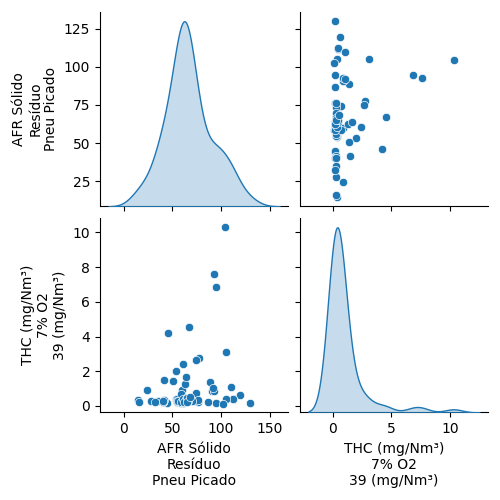 125
100
75
50
25
AFR Sólido
Resíduo
Pneu Picado
10
8
6
4
2
0
THC (mg/Nm³)
7% O2
39 (mg/Nm³)
0 50 100 150
0 5 10
AFR Sólido
Resíduo
Pneu Picado
THC (mg/Nm³)
7% O2
39 (mg/Nm³)